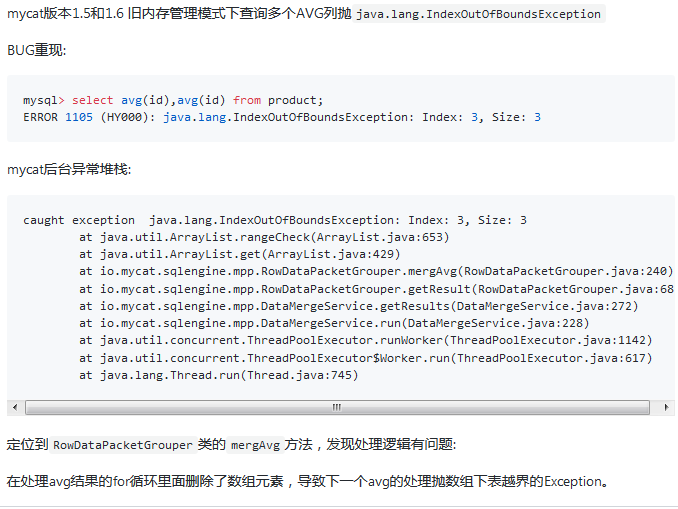 mycat版本1.5和1.6 旧内存管理模式下查询多个AVG列抛 java.lang.IndexOutOfBoundsException
BUG重现:
mysql> select avg(id),avg(id) from product;
ERROR 1105 (HY000): java.lang.IndexOutOfBoundsException: Index: 3, Size: 3
mycat后台异常堆栈:
caught exception  java.lang.IndexOutOfBoundsException: Index: 3, Size: 3
at java.util.ArrayList.rangeCheck(ArrayList.java:653)
at java.util.ArrayList.get(ArrayList.java:429)
at io.mycat.sqlengine.mpp.RowDataPacketGrouper.mergAvg(RowDataPacketGrouper.java:240)
at io.mycat.sqlengine.mpp.RowDataPacketGrouper.getResult(RowDataPacketGrouper.java:68
at io.mycat.sqlengine.mpp.DataMergeService.getResults(DataMergeService.java:272)
at io.mycat.sqlengine.mpp.DataMergeService.run(DataMergeService.java:228)
at java.util.concurrent.ThreadPoolExecutor.runWorker(ThreadPoolExecutor.java:1142)
at java.util.concurrent.ThreadPoolExecutor$Worker.run(ThreadPoolExecutor.java:617)
at java.lang.Thread.run(Thread.java:745)
定位到 RowDataPacketGrouper 类的 mergAvg 方法，发现处理逻辑有问题:
在处理avg结果的for循环里面删除了数组元素，导致下一个avg的处理抛数组下表越界的Exception。